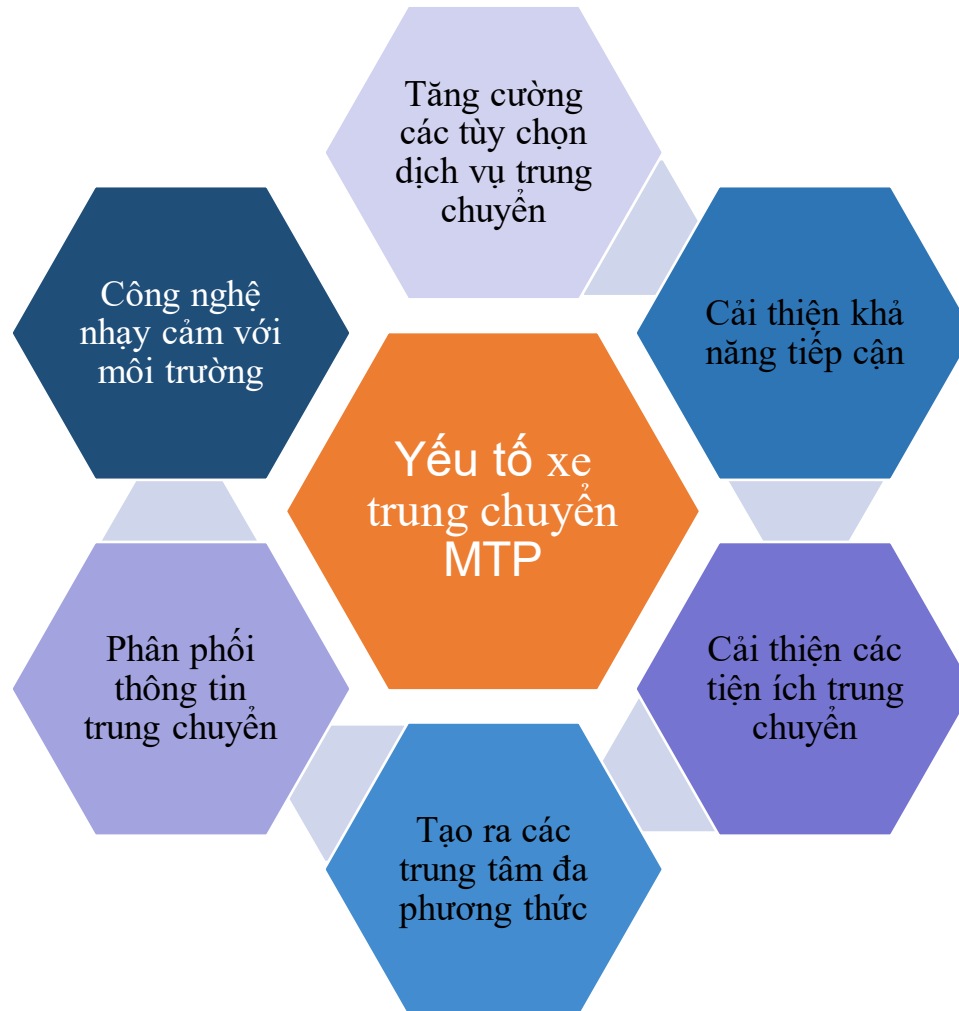 Tăng cường
các tùy chọn
dịch vụ trung
chuyển
Cải thiện khả
năng tiếp cận
Cải thiện các
tiện ích trung
chuyển
Tạo ra các
trung tâm đa
phương thức
Phân phối
thông tin
trung chuyển
Công nghệ
nhạy cảm với
môi trường
Yếu tố xe
trung chuyển
MTP